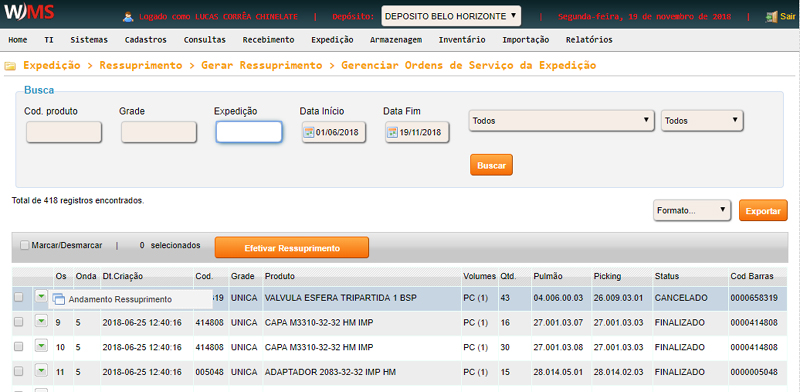 WMS
Logado como LUCAS CORRÊA CHINELATE | Depósito: DEPOSITO BELO HORIZONTE | Segunda-feira, 19 de novembro de 2018 | Sair
Home TI Sistemas Cadastros Consultas Recebimento Expedição Armazenagem Inventário Importação Relatórios
Expedição > Ressuprimento > Gerar Ressuprimento > Gerenciar Ordens de Serviço da Expedição
Busca
Cod. produto Grade Expedição Data Início Data Fim
01/06/2018 19/11/2018 Todos Todos
Buscar
Total de 418 registros encontrados.
Formato... Exportar
Marcar/Desmarcar | 0 selecionados Efetivar Ressuprimento
Os Onda Dt.Criação Cod. Grade Produto Volumes Qtd. Pulmão Picking Status Cod Barras
Andamento Ressuprimento 319 UNICA VALVULA ESFERA TRIPARTIDA 1 BSP PC (1) 43 04.006.00.03 26.009.03.01 CANCELADO 0000658319
9 5 2018-06-25 12:40:16 414808 UNICA CAPA M3310-32-32 HM IMP PC (1) 16 27.001.03.07 27.001.03.01 FINALIZADO 0000414808
10 5 2018-06-25 12:40:16 414808 UNICA CAPA M3310-32-32 HM IMP PC (1) 30 27.001.03.08 27.001.03.01 FINALIZADO 0000414808
11 5 2018-06-25 12:40:16 005048 UNICA ADAPTADOR 2083-32-32 IMP HM PC (1) 15 28.014.05.01 28.014.02.03 FINALIZADO 0000005048